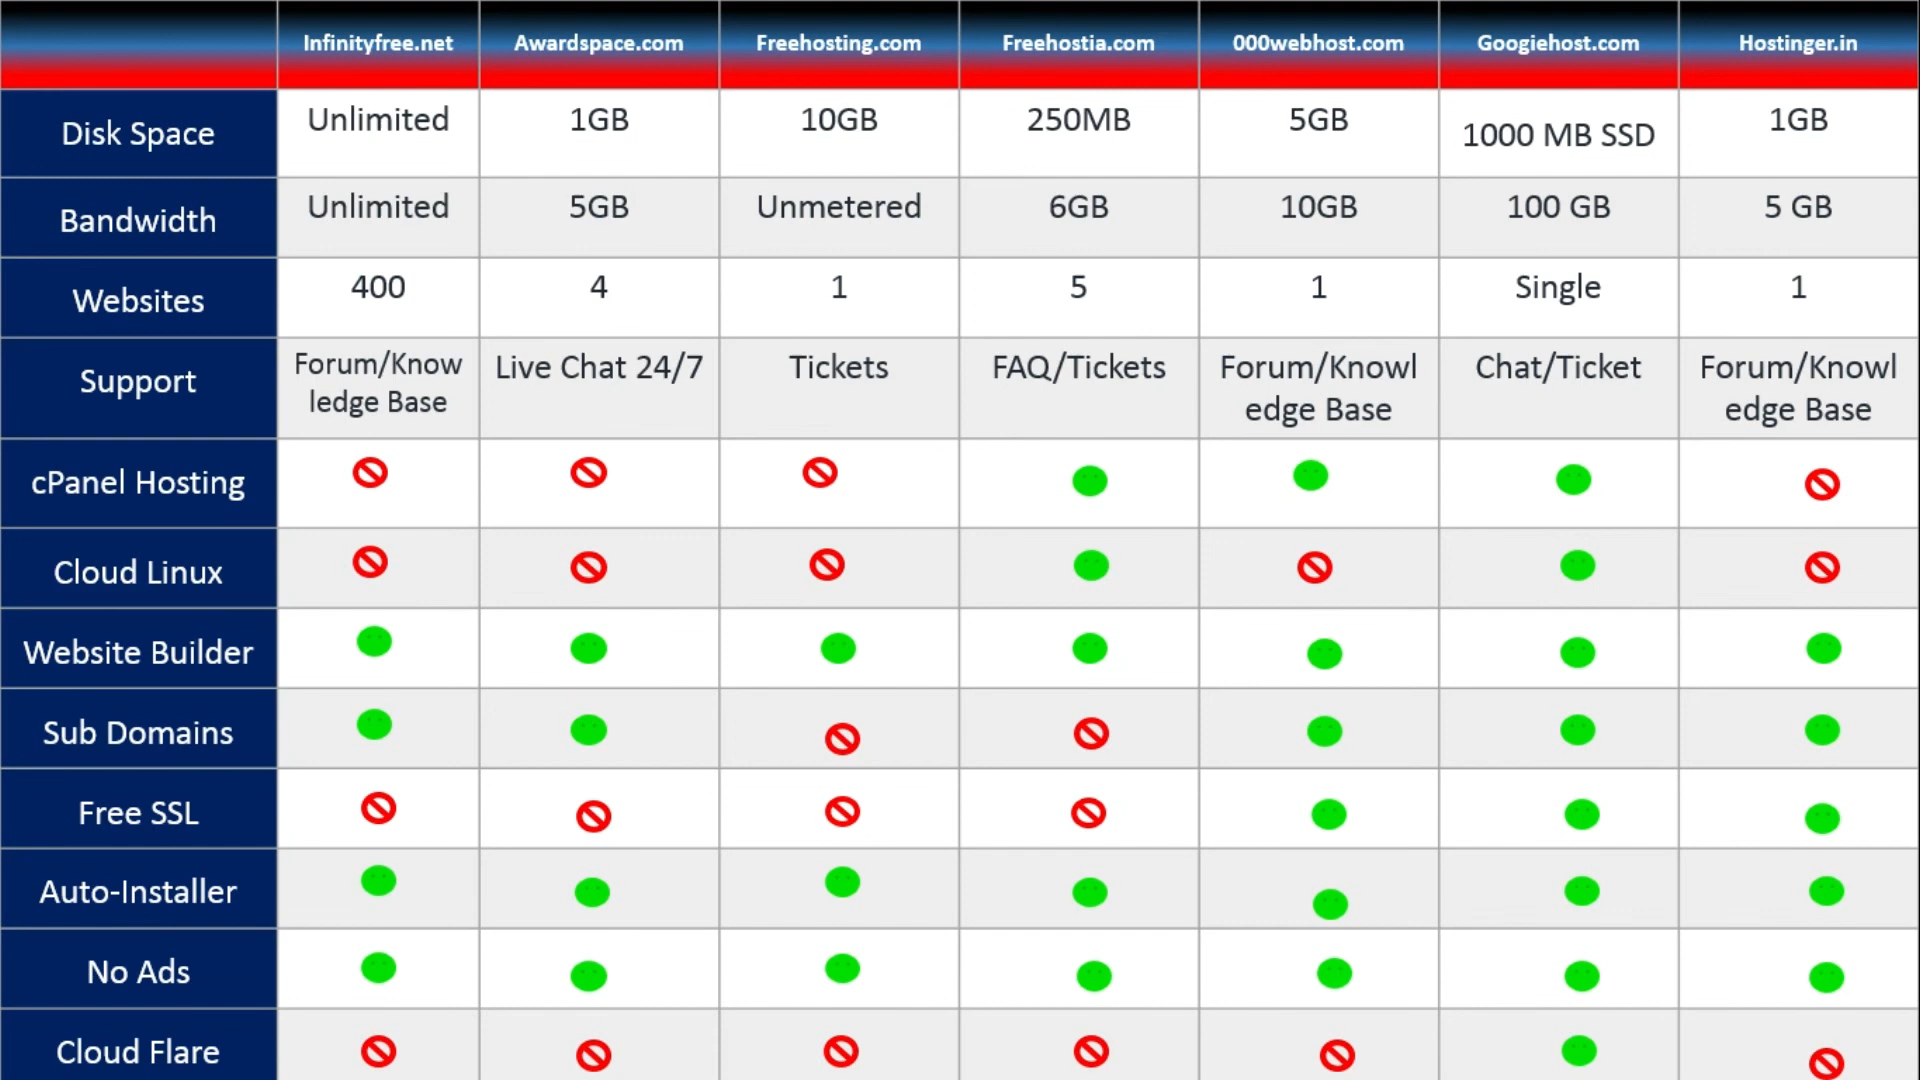 Infinityfree.net Awardspace.com Freehosting.com Freehostia.com 000webhost.com Googiehost.com Hostinger.in
Disk Space Unlimited 1GB 10GB 250MB 5GB 1000 MB SSD 1GB
Bandwidth Unlimited 5GB Unmetered 6GB 10GB 100 GB 5 GB
Websites 400 4 1 5 1 Single 1
Support Forum/Know Live Chat 24/7 Tickets FAQ/Tickets Forum/Knowl Chat/Ticket Forum/Knowl
ledge Base edge Base edge Base
cPanel Hosting
Cloud Linux
Website Builder
Sub Domains
Free SSL
Auto-Installer
No Ads
Cloud Flare